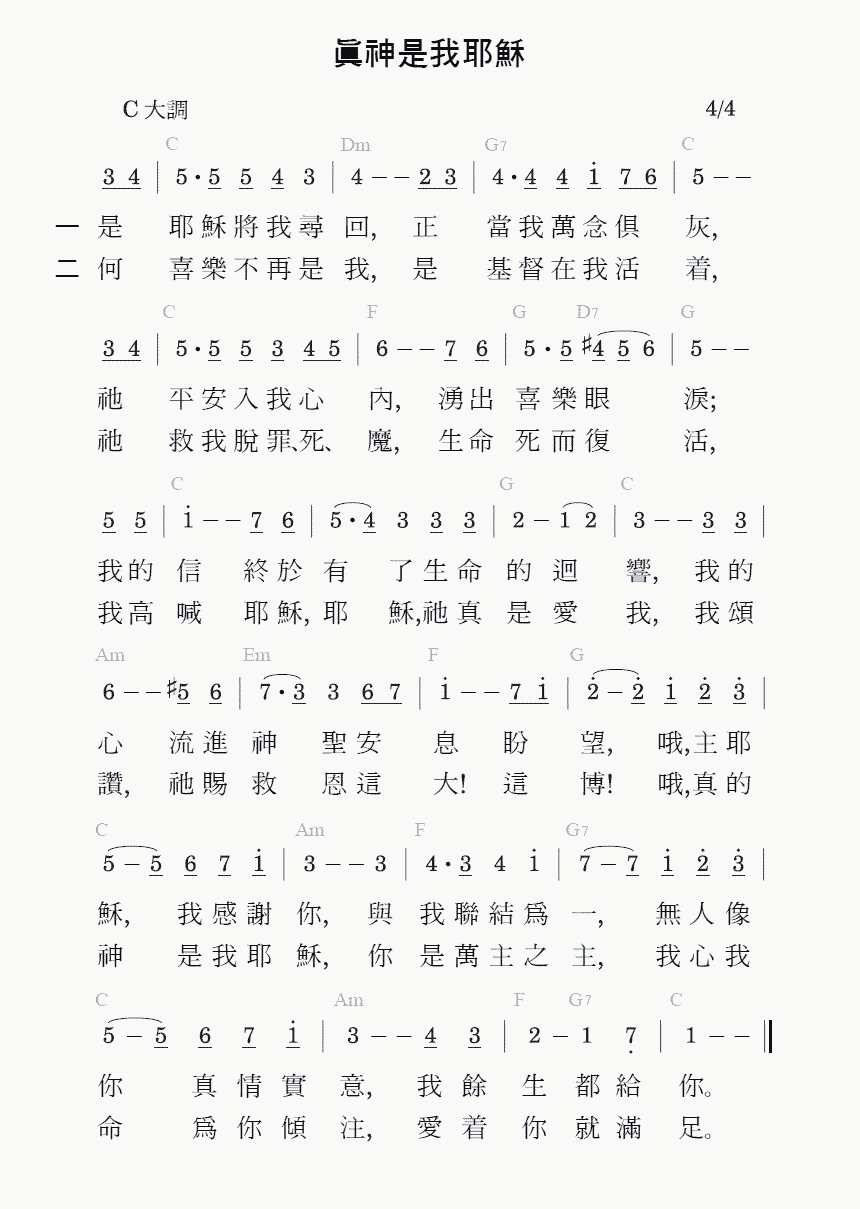 眞神是我耶穌
C 大調 4/4
C Dm G7 C
3 4 | 5 • 5 5 4 3 | 4 – – 2 3 | 4 • 4 4 i 7 6 | 5 – –
一 是 耶穌將我尋回, 正 當我萬念俱 灰,
二 何 喜樂不再是我, 是 基督在我活 着,
C F G D7 G
3 4 | 5 • 5 5 3 4 5 | 6 – – 7 6 | 5 • 5 ♯4 5 6 | 5 – –
祂 平安入我心 內, 湧出 喜樂眼 淚;
祂 救我脫罪、死、 魔, 生命 死而復 活,
C G C
5 5 | i – – 7 6 | 5 • 4 3 3 3 | 2 – 1 2 | 3 – – 3 3 |
我的 信 終於 有 了生命 的 迴 響, 我的
我高 喊 耶穌, 耶 穌,祂真 是 愛 我, 我頌
Am Em F G
6 – – ♯5 6 | 7 • 3 3 6 7 | i – – 7 i | 2̇ – 2̇ i 2̇ 3̇ |
心 流進 神 聖安 息 盼 望, 哦,主耶
讚, 祂賜 救 恩這 大! 這 博! 哦,真的
C Am F G7
5 – 5 6 7 i | 3 – – 3 | 4 • 3 4 i | 7 – 7 i 2̇ 3̇ |
穌, 我感謝 你, 與 我聯結爲 一, 無人像
神 是我耶 穌, 你 是萬主之 主, 我心我
C Am F G7 C
5 – 5 6 7 i | 3 – – 4 3 | 2 – 1 7̣ | 1 – – ‖
你 真情實 意, 我餘 生 都給 你。
命 爲你傾 注, 愛着 你 就滿 足。